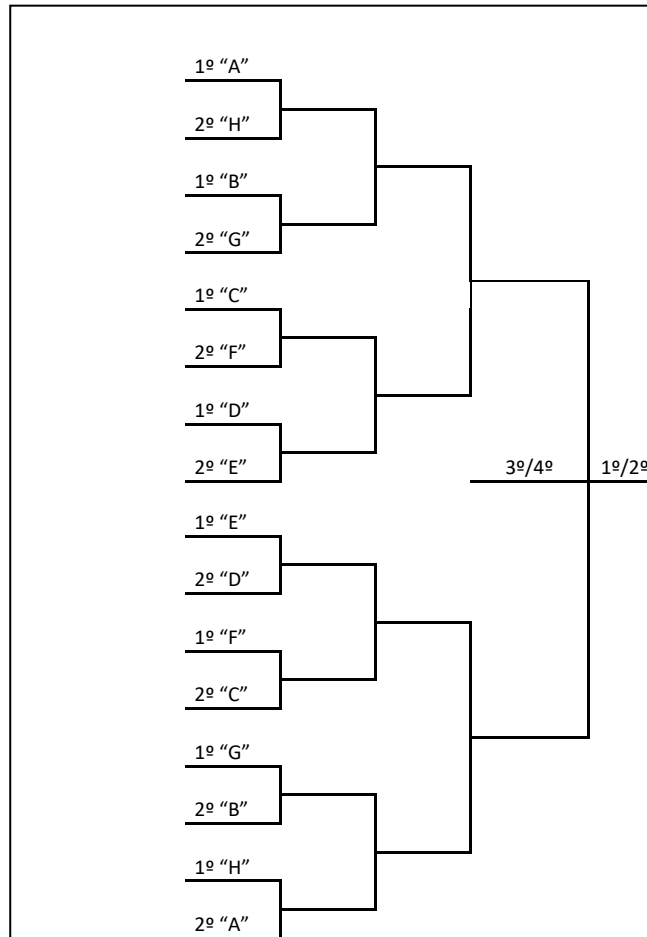 1º “A”
2º “H”
1º “B”
2º “G”
1º “C”
2º “F”
1º “D”
2º “E”
3º/4º 1º/2º
1º “E”
2º “D”
1º “F”
2º “C”
1º “G”
2º “B”
1º “H”
2º “A”